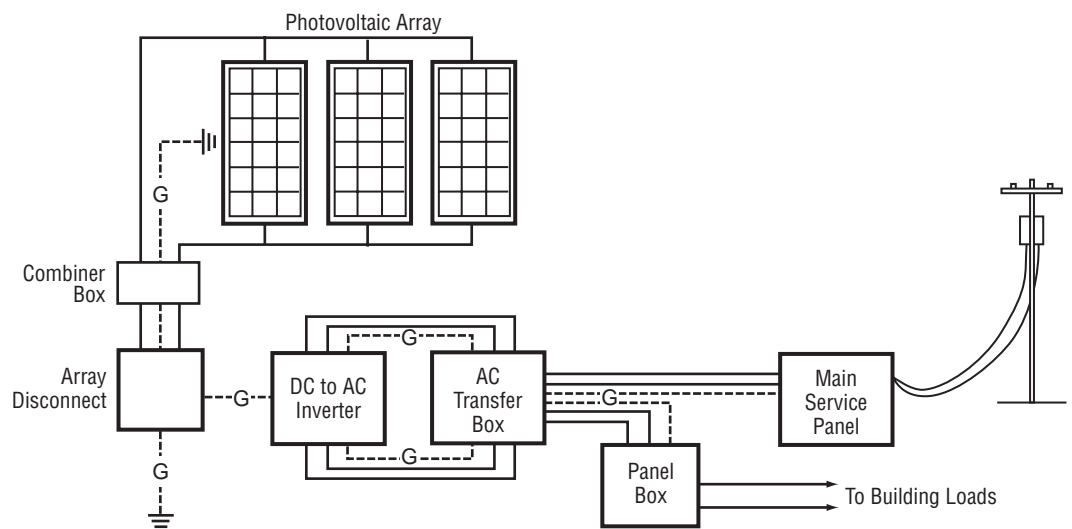 Photovoltaic Array
G
Combiner
Box
Array
Disconnect
G
G
DC to AC
Inverter
G
G
AC
Transfer
Box
G
Main
Service
Panel
Panel
Box
To Building Loads